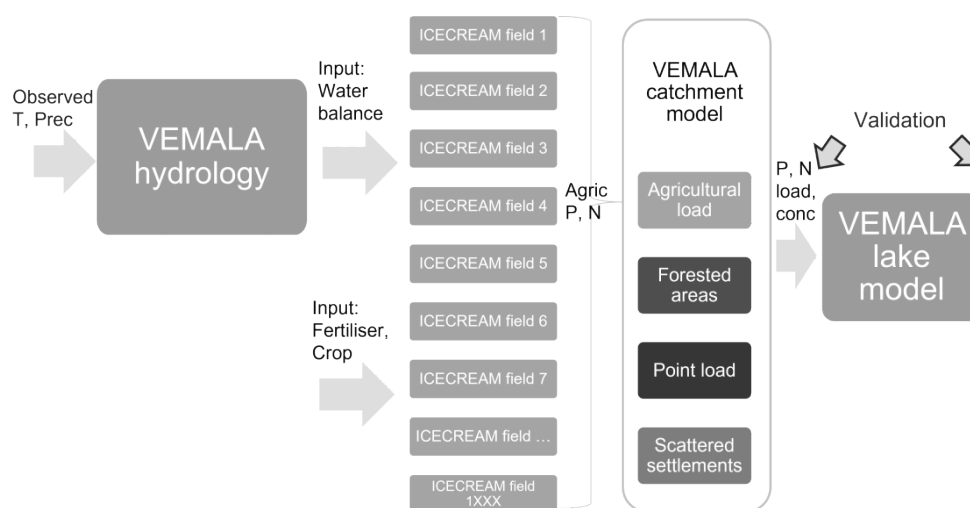 Observed
T, Prec
VEMALA
hydrology
Input:
Water
balance
Input:
Fertiliser,
Crop
ICECREAM field 1
ICECREAM field 2
ICECREAM field 3
ICECREAM field 4
ICECREAM field 5
ICECREAM field 6
ICECREAM field 7
ICECREAM field …
ICECREAM field
1XXX
Agric
P, N
VEMALA
catchment
model
Agricultural
load
Forested
areas
Point load
Scattered
settlements
P, N
load,
conc
Validation
VEMALA
lake
model